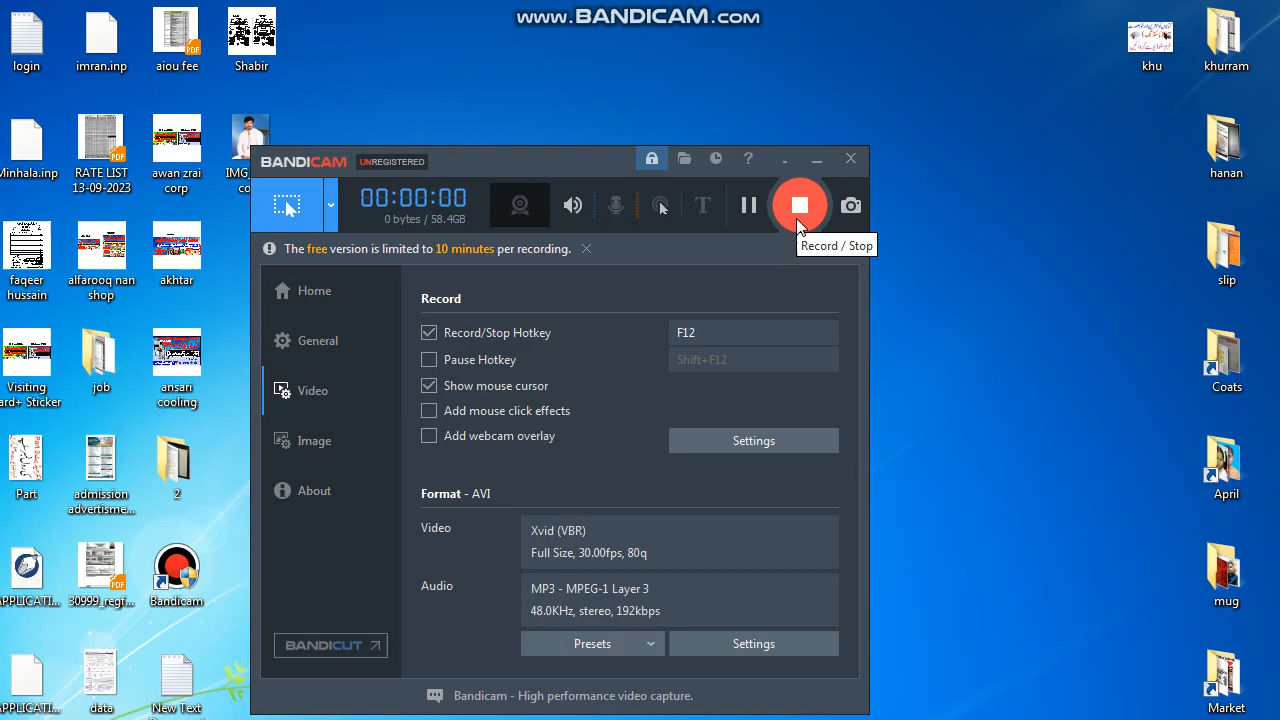 www.BANDICAM.com
login
imran.inp
aiou fee
Shabir
khu
khurram
Minhala.inp
RATE LIST
13-09-2023
awan zrai
corp
IMG_
co
hanan
faqeer
hussain
alfarooq nan
shop
akhtar
slip
Visiting
ard+ Sticker
job
ansari
cooling
Coats
Part
admission
advertisme...
2
April
APPLICATI...
30999_regf...
Bandicam
mug
APPLICATI...
data
New Text
Market
BANDICAM UNREGISTERED
00:00:00
0 bytes / 58.4GB
T
Record / Stop
The free version is limited to 10 minutes per recording.
Home
General
Video
Image
About
BANDICUT
Record
Record/Stop Hotkey F12
Pause Hotkey Shift+F12
Show mouse cursor
Add mouse click effects
Add webcam overlay
Settings
Format - AVI
Video
Xvid (VBR)
Full Size, 30.00fps, 80q
Audio
MP3 - MPEG-1 Layer 3
48.0KHz, stereo, 192kbps
Presets
Settings
Bandicam - High performance video capture.